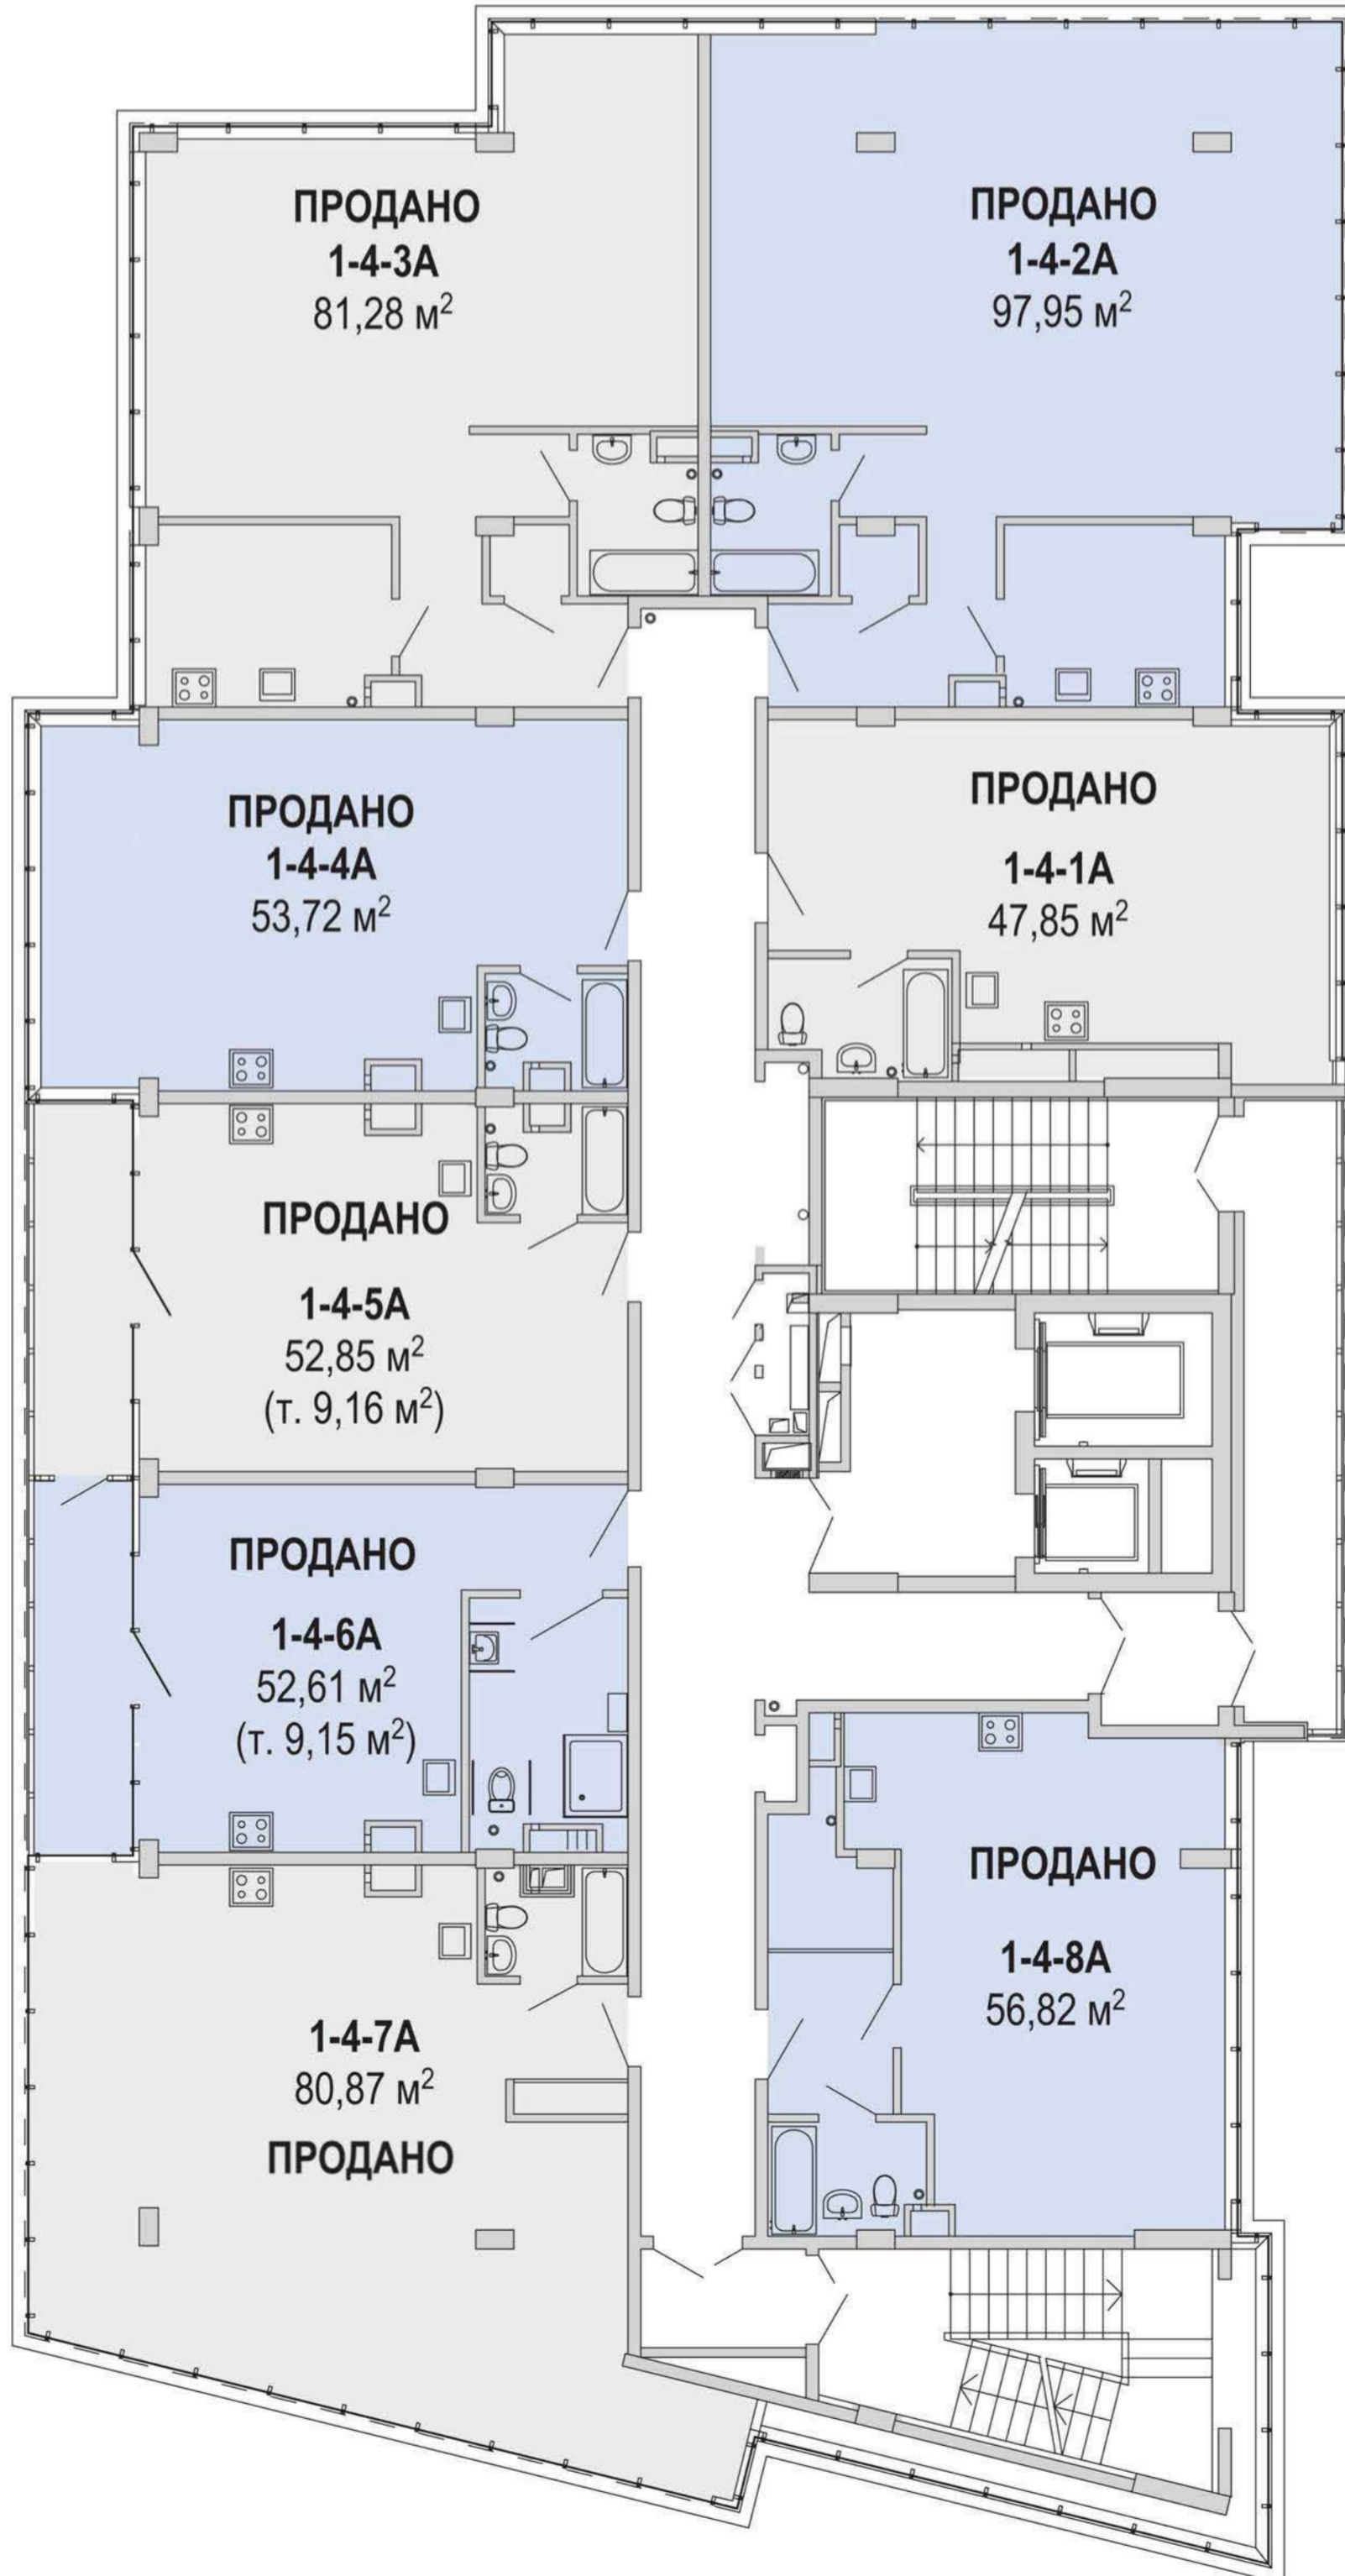 ПРОДАНО
1-4-3А
81,28 м²
ПРОДАНО
1-4-2А
97,95 м²
ПРОДАНО
1-4-4А
53,72 м²
ПРОДАНО
1-4-1А
47,85 м²
ПРОДАНО
1-4-5А
52,85 м²
(т. 9,16 м²)
ПРОДАНО
1-4-6А
52,61 м²
(т. 9,15 м²)
ПРОДАНО
1-4-8А
56,82 м²
1-4-7А
80,87 м²
ПРОДАНО